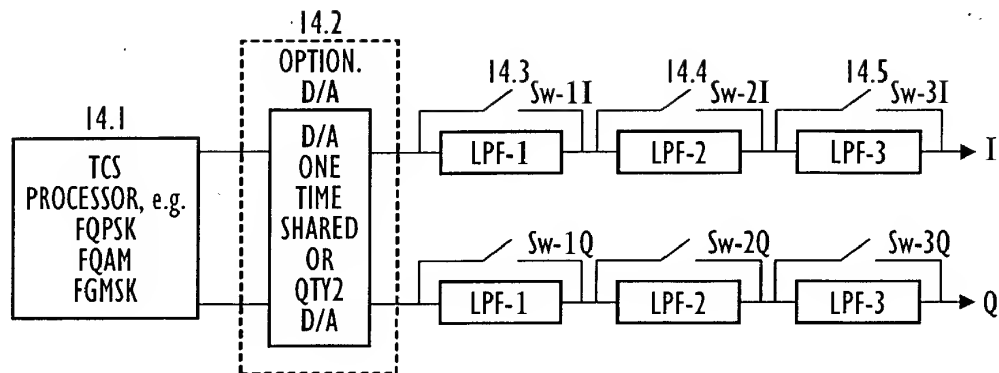 14.2
OPTION.
D/A
14.1
TCS
PROCESSOR, e.g.
FQPSK
FQAM
FGMSK
D/A
ONE
TIME
SHARED
OR
QTY2
D/A
14.3 Sw-1I 14.4 Sw-2I 14.5 Sw-3I
LPF-1 LPF-2 LPF-3 I
Sw-1Q Sw-2Q Sw-3Q
LPF-1 LPF-2 LPF-3 Q